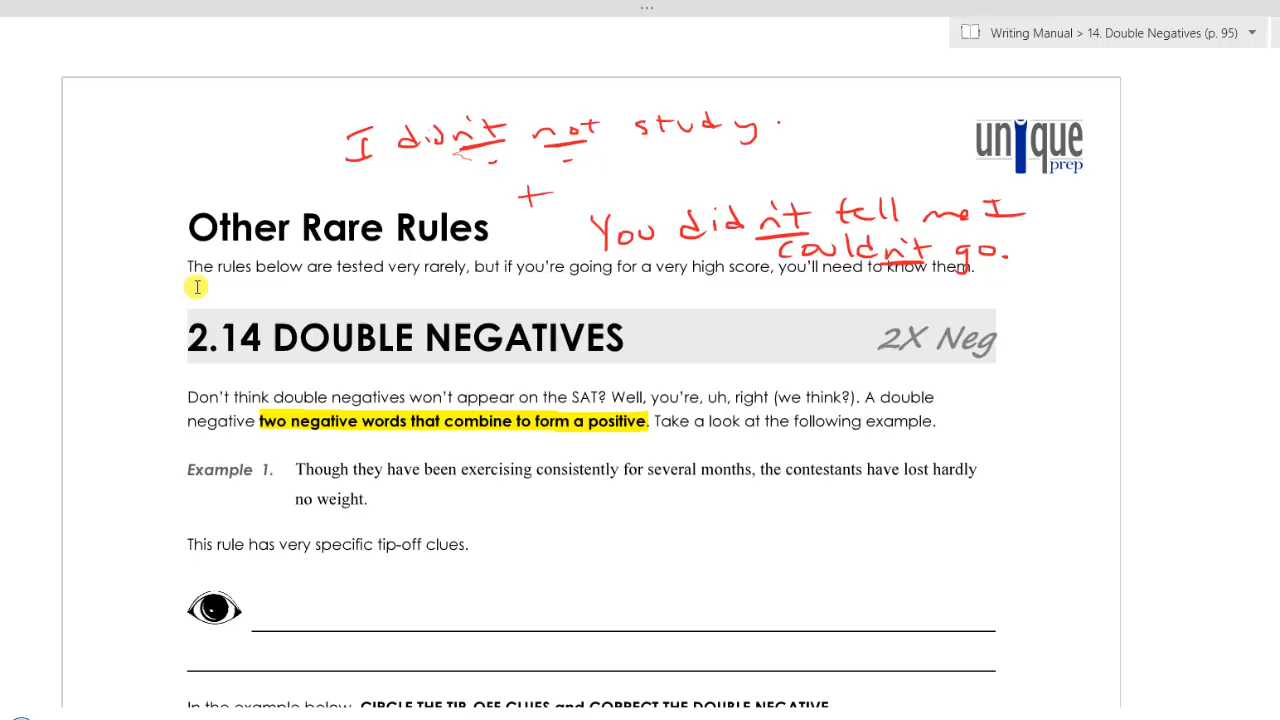 Writing Manual > 14. Double Negatives (p. 95)
I didn't not study.
unique
prep
+
You didn't tell me I
couldn't go.
Other Rare Rules
The rules below are tested very rarely, but if you're going for a very high score, you'll need to know them.
2.14 DOUBLE NEGATIVES
2X Neg
Don't think double negatives won't appear on the SAT? Well, you're, uh, right (we think?). A double
negative two negative words that combine to form a positive. Take a look at the following example.
Example 1. Though they have been exercising consistently for several months, the contestants have lost hardly
no weight.
This rule has very specific tip-off clues.
In the example below, CIRCLE THE TIP-OFF CLUES and CORRECT THE DOUBLE NEGATIVE